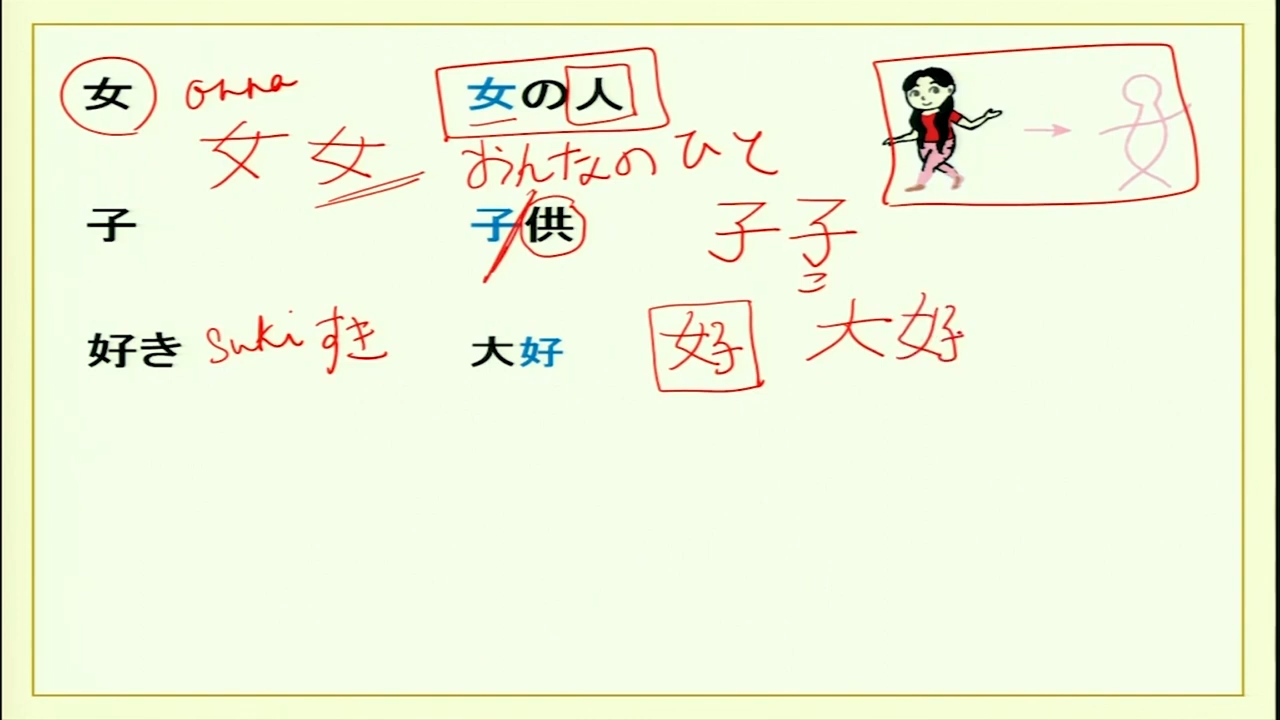 女 onna 女の人
女 女 おんなの ひと
子 子供 子 子
こ
好き suki すき 大好 好 大好